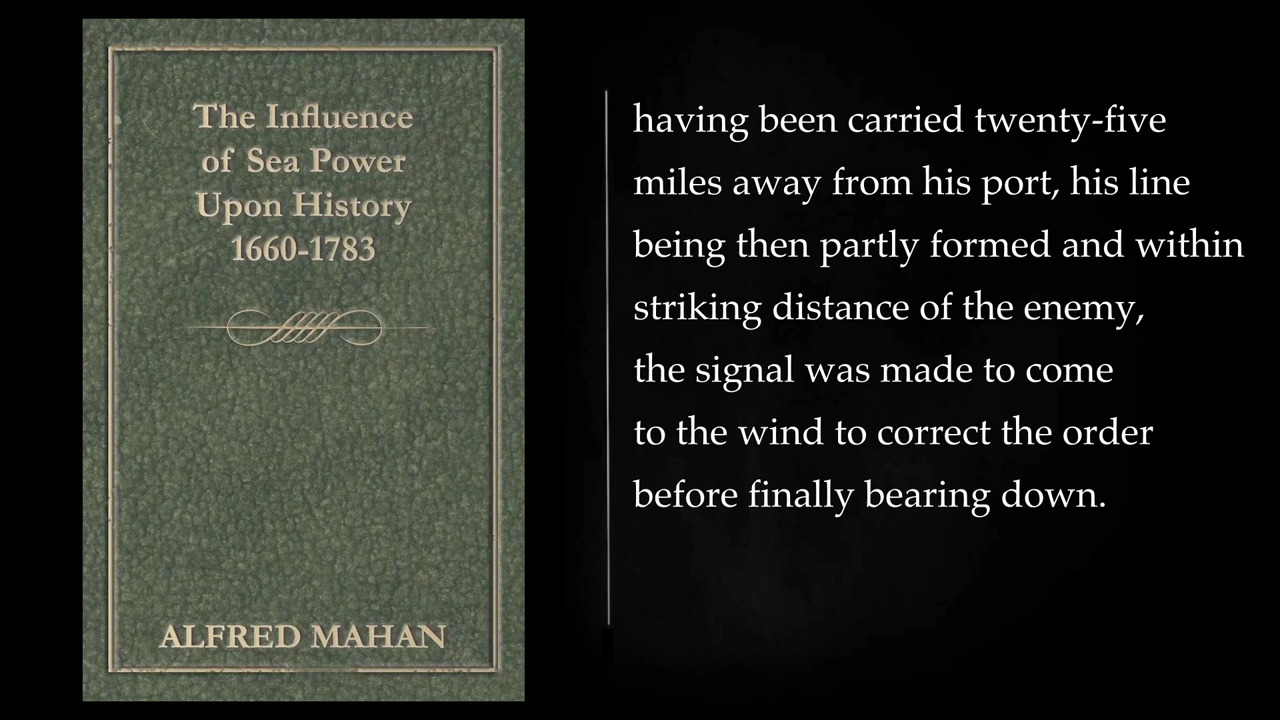 The Influence
of Sea Power
Upon History
1660-1783
ALFRED MAHAN
having been carried twenty-five
miles away from his port, his line
being then partly formed and within
striking distance of the enemy,
the signal was made to come
to the wind to correct the order
before finally bearing down.